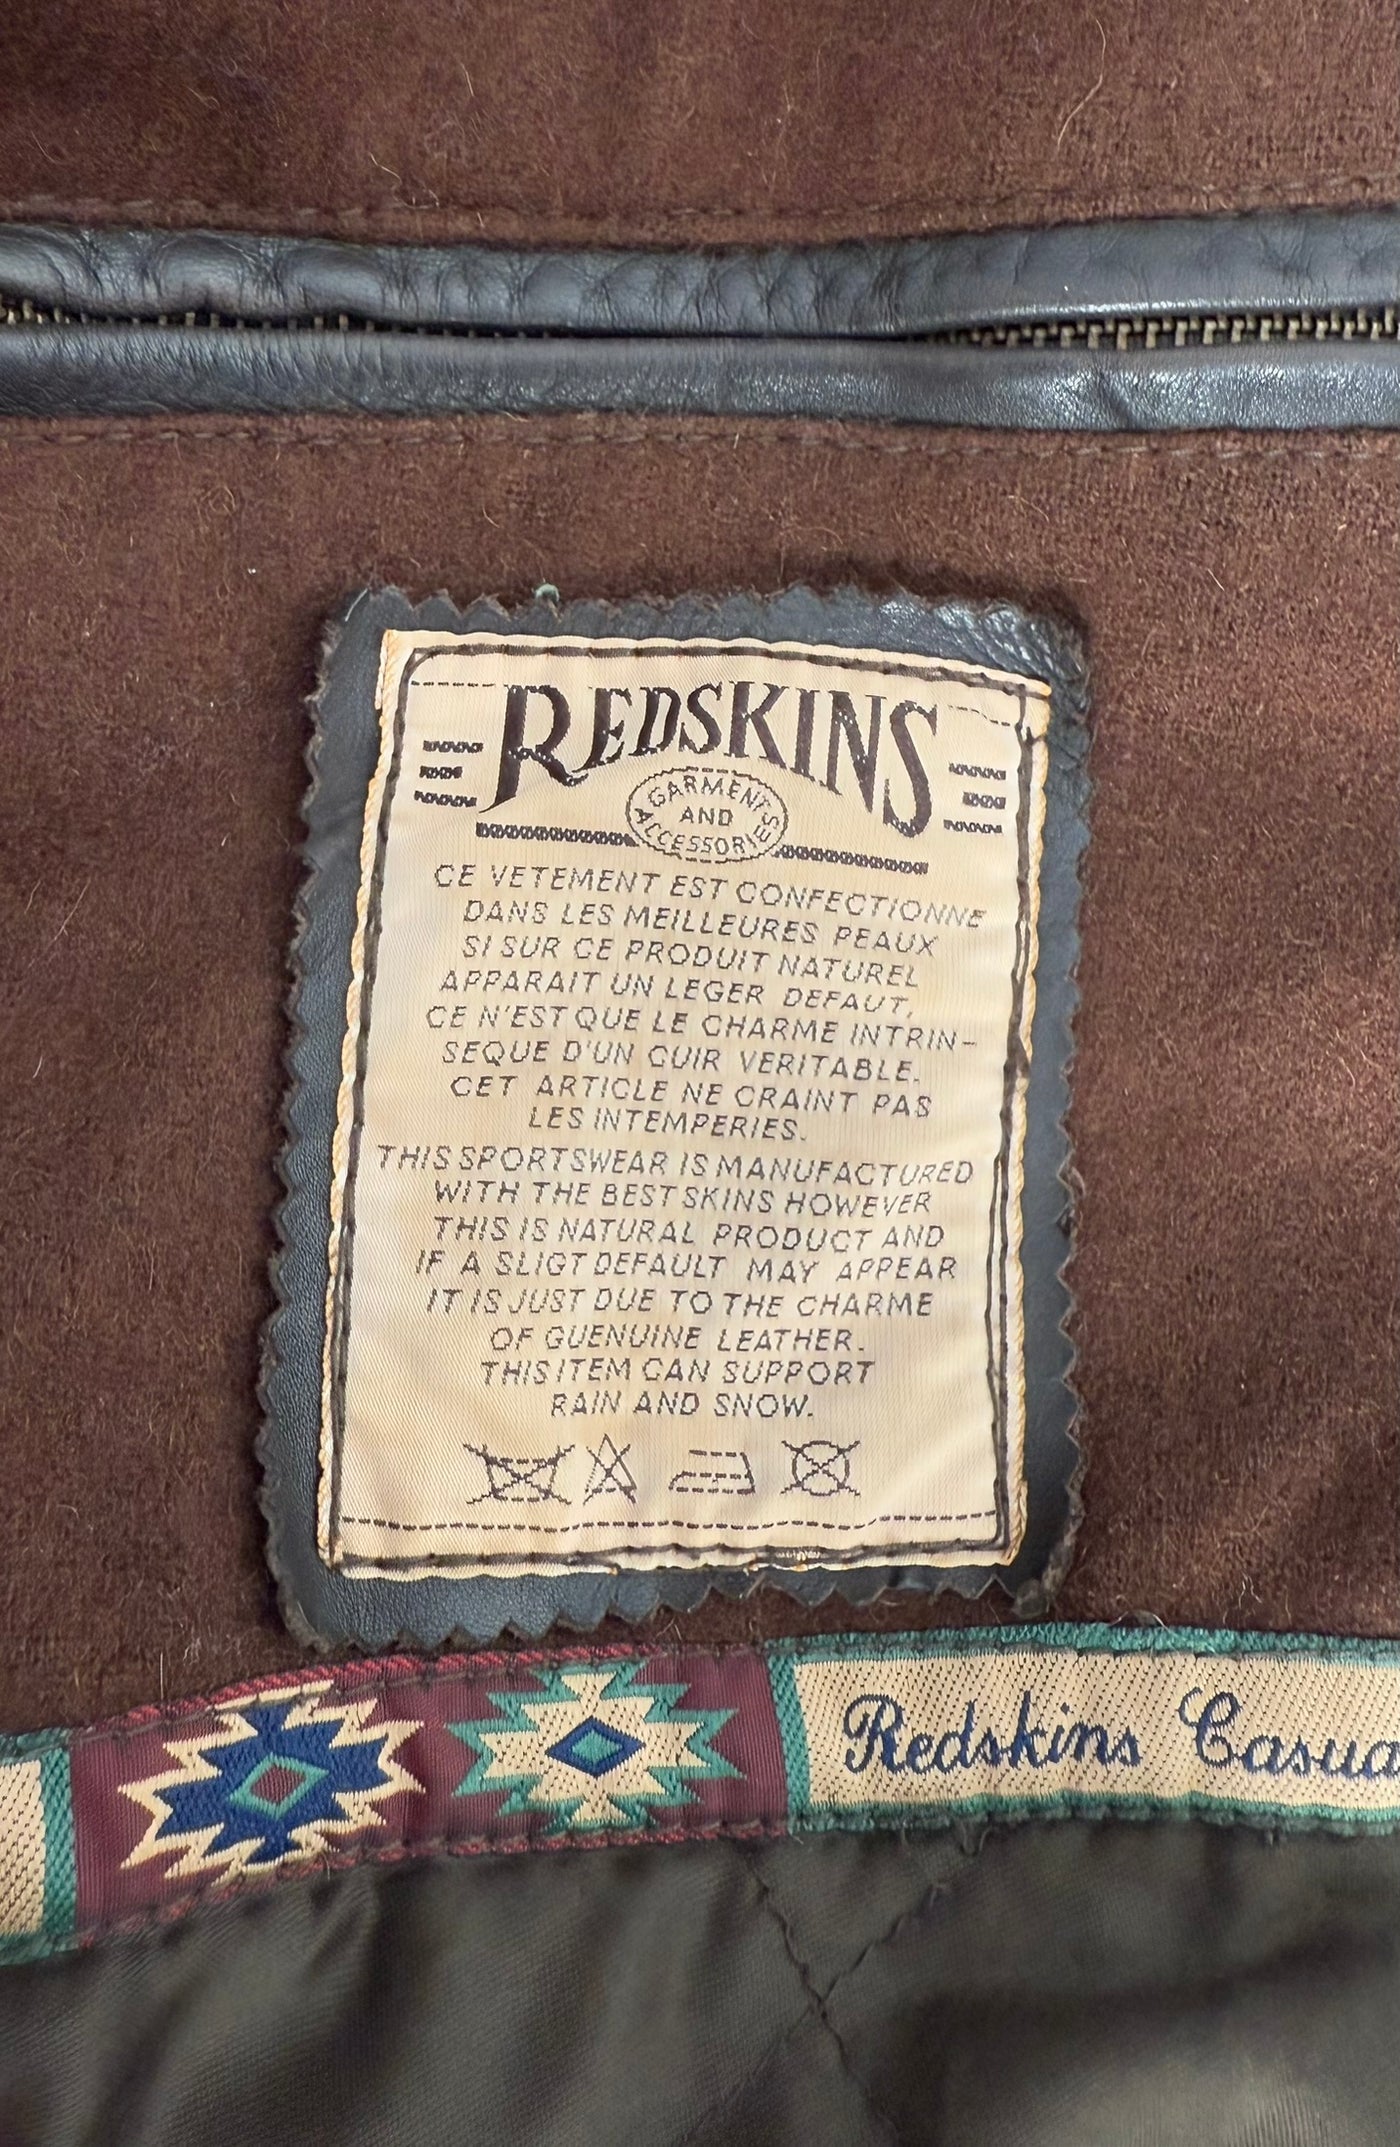 REDSKINS
GARMENTS
AND
ACCESSORIES
CE VETEMENT EST CONFECTIONNE
DANS LES MEILLEURES PEAUX
SI SUR CE PRODUIT NATUREL
APPARAIT UN LEGER DEFAUT,
CE N'EST QUE LE CHARME INTRIN-
SEQUE D'UN CUIR VERITABLE.
CET ARTICLE NE CRAINT PAS
LES INTEMPERIES.
THIS SPORTSWEAR IS MANUFACTURED
WITH THE BEST SKINS HOWEVER
THIS IS NATURAL PRODUCT AND
IF A SLIGT DEFAULT MAY APPEAR
IT IS JUST DUE TO THE CHARME
OF GUENUINE LEATHER.
THIS ITEM CAN SUPPORT
RAIN AND SNOW.
Redskins Casua